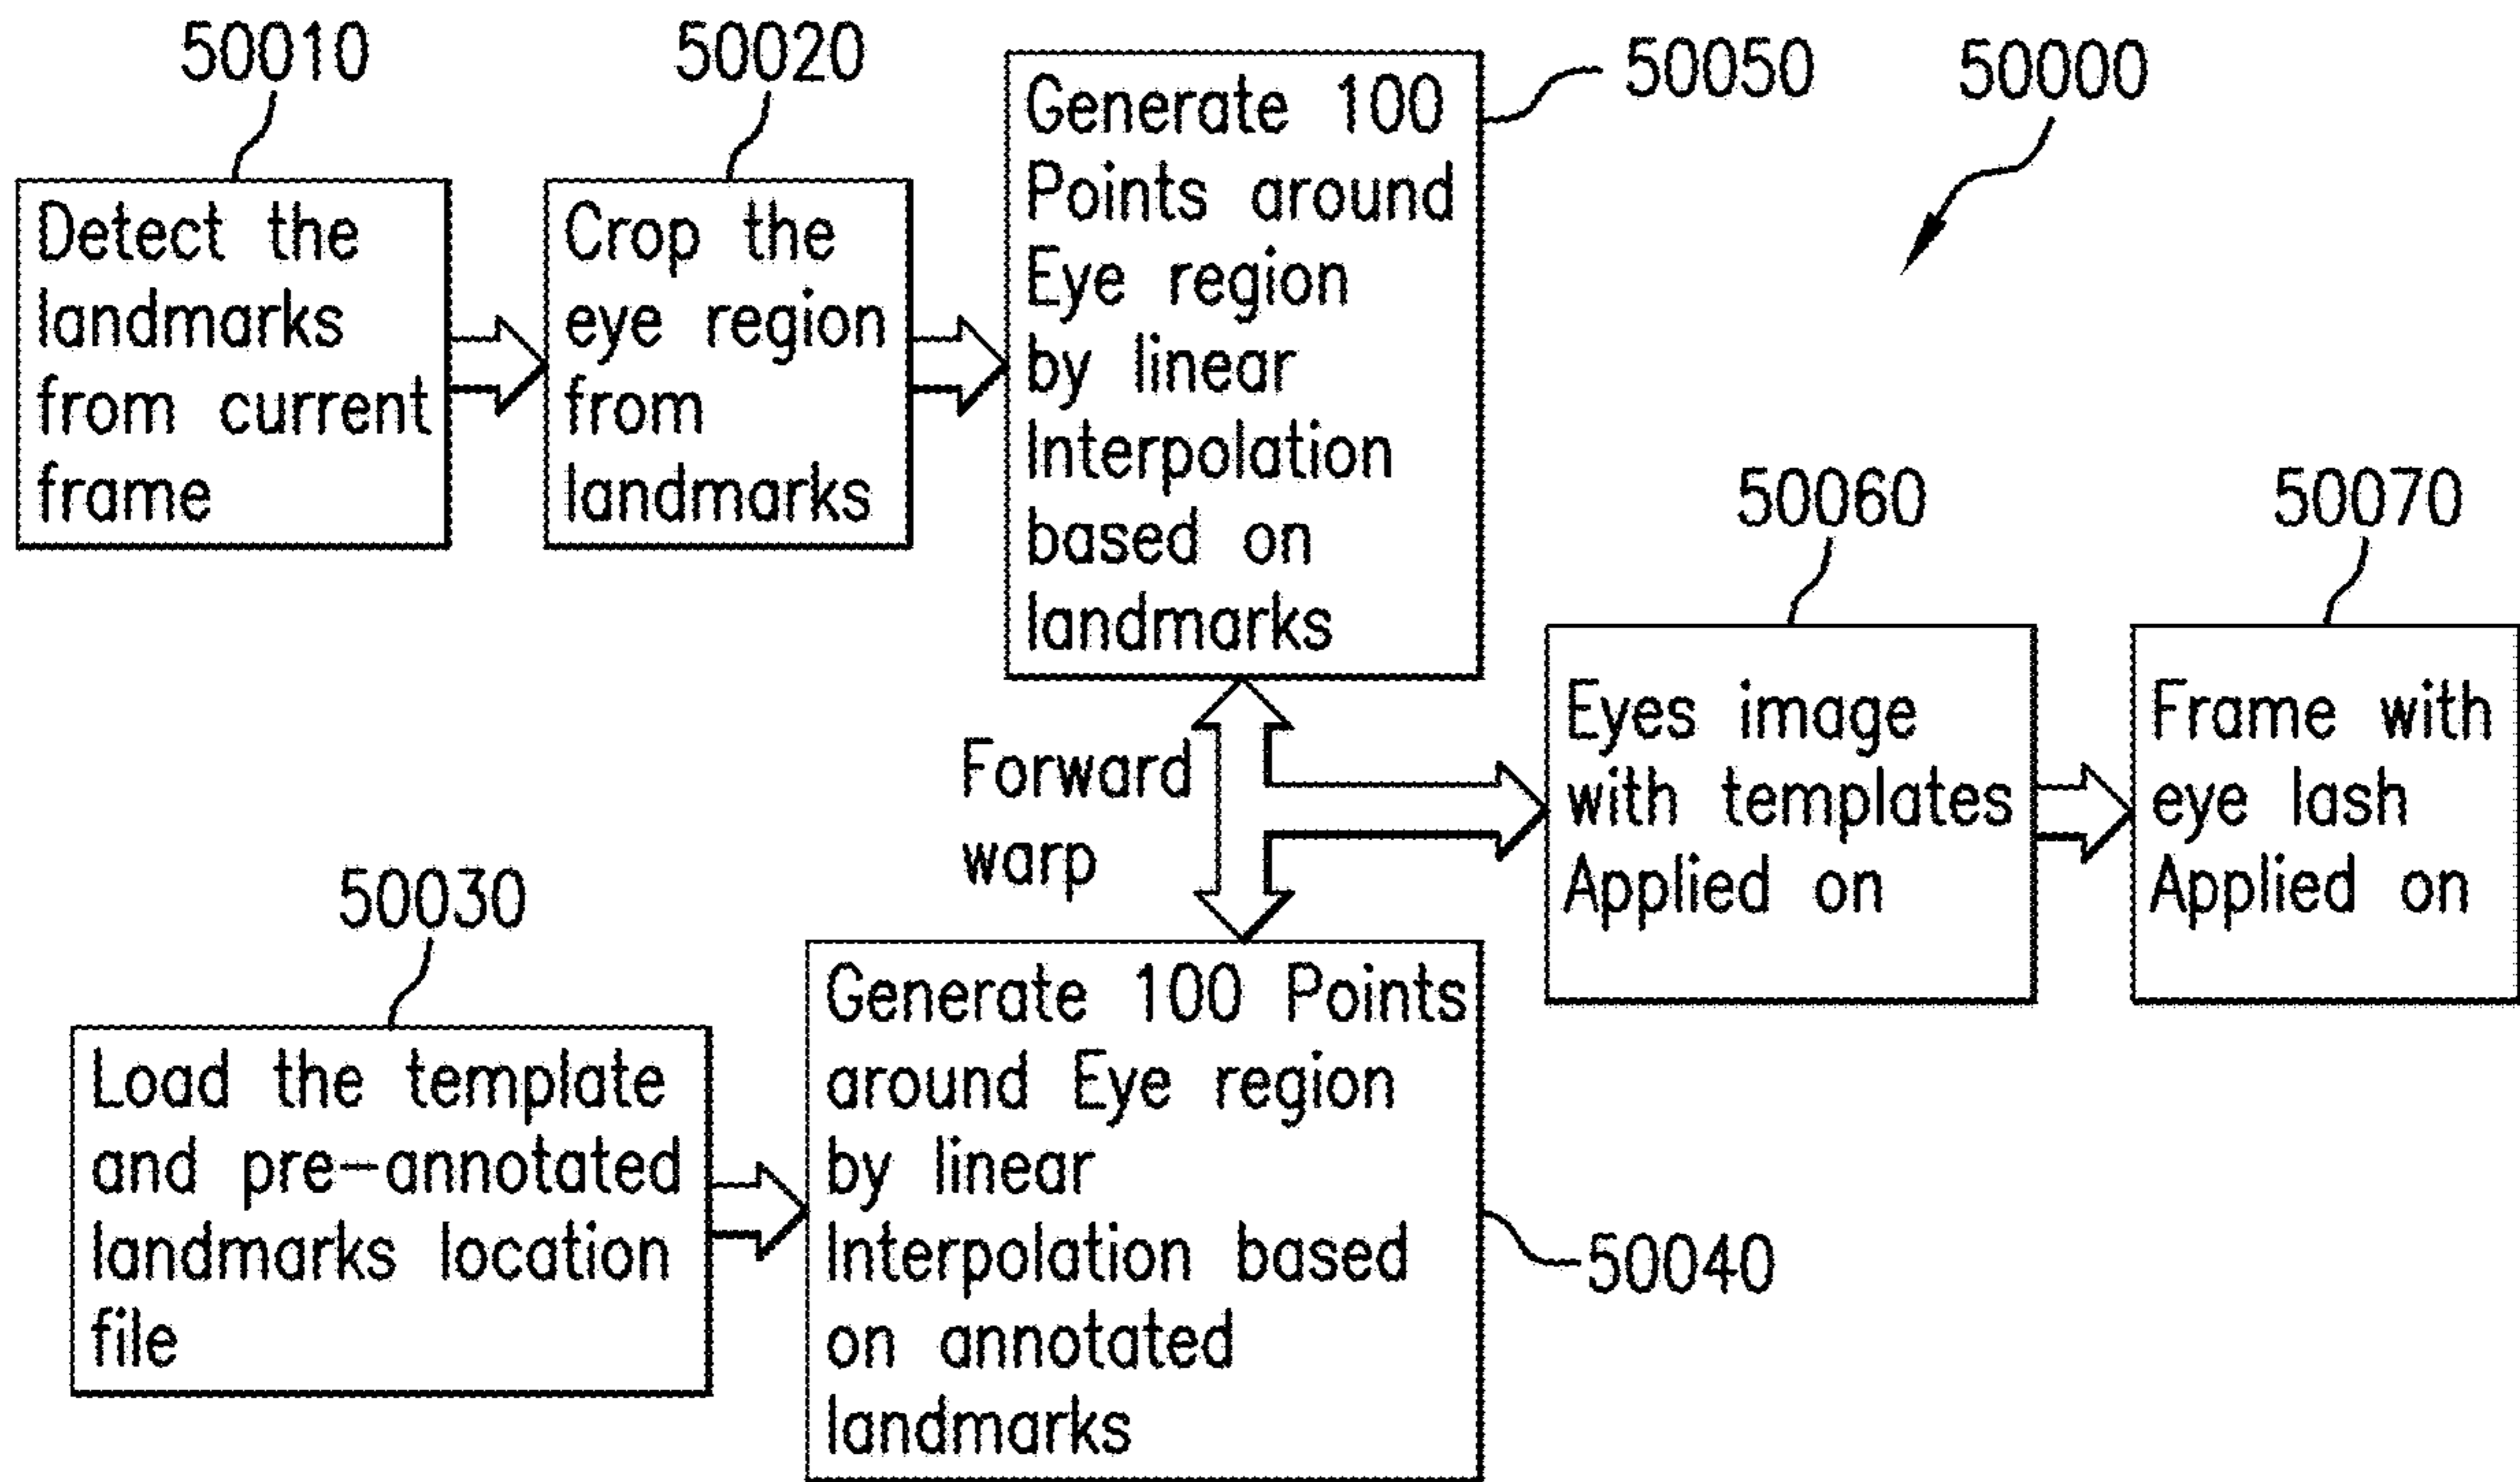 50010
Detect the
landmarks
from current
frame
50020
Crop the
eye region
from
landmarks
50050
Generate 100
Points around
Eye region
by linear
Interpolation
based on
landmarks
50000
Forward
warp
50060
Eyes image
with templates
Applied on
50070
Frame with
eye lash
Applied on
50030
Load the template
and pre-annotated
landmarks location
file
Generate 100 Points
around Eye region
by linear
Interpolation based
on annotated
landmarks
50040